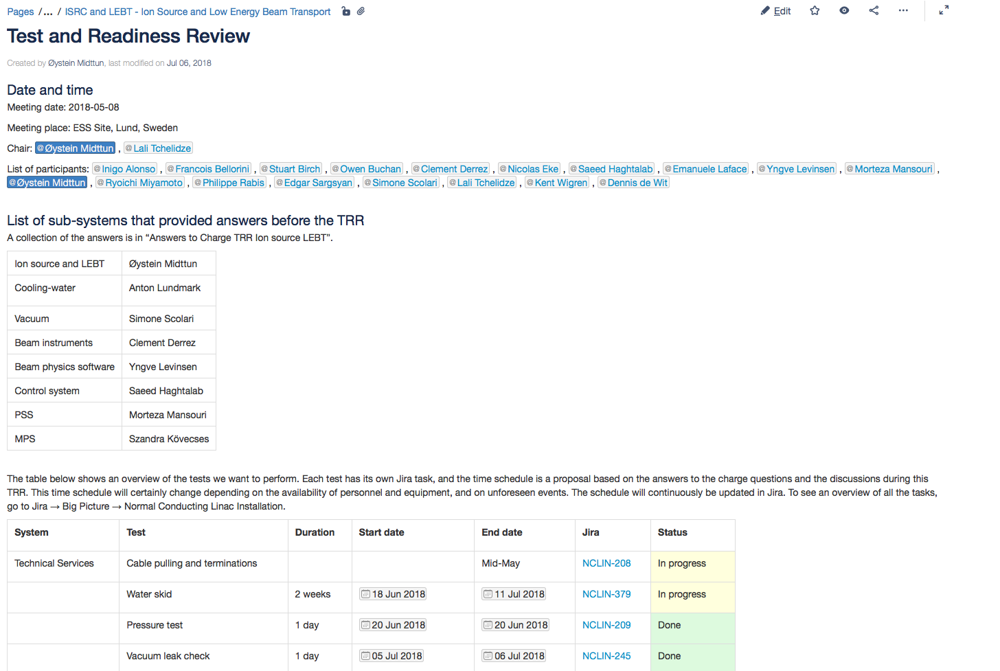 Pages /... / ISRC and LEBT - Ion Source and Low Energy Beam Transport
Edit
Test and Readiness Review
Created by Øystein Midttun, last modified on Jul 06, 2018
Date and time
Meeting date: 2018-05-08
Meeting place: ESS Site, Lund, Sweden
Chair: @Øystein Midttun , @Lali Tchelidze
List of participants: @Inigo Alonso , @Francois Bellorini , @Stuart Birch , @Owen Buchan , @Clement Derrez , @Nicolas Eke , @Saeed Haghtalab , @Emanuele Laface , @Yngve Levinsen , @Morteza Mansouri ,
@Øystein Midttun , @Ryoichi Miyamoto , @Philippe Rabis , @Edgar Sargsyan , @Simone Scolari , @Lali Tchelidze , @Kent Wigren , @Dennis de Wit
List of sub-systems that provided answers before the TRR
A collection of the answers is in “Answers to Charge TRR Ion source LEBT”.
Ion source and LEBT Øystein Midttun
Cooling-water Anton Lundmark
Vacuum Simone Scolari
Beam instruments Clement Derrez
Beam physics software Yngve Levinsen
Control system Saeed Haghtalab
PSS Morteza Mansouri
MPS Szandra Kövecses
The table below shows an overview of the tests we want to perform. Each test has its own Jira task, and the time schedule is a proposal based on the answers to the charge questions and the discussions during this
TRR. This time schedule will certainly change depending on the availability of personnel and equipment, and on unforeseen events. The schedule will continuously be updated in Jira. To see an overview of all the tasks,
go to Jira → Big Picture → Normal Conducting Linac Installation.
System Test Duration Start date End date Jira Status
Technical Services Cable pulling and terminations Mid-May NCLIN-208 In progress
Water skid 2 weeks 18 Jun 2018 11 Jul 2018 NCLIN-379 In progress
Pressure test 1 day 20 Jun 2018 20 Jun 2018 NCLIN-209 Done
Vacuum leak check 1 day 05 Jul 2018 06 Jul 2018 NCLIN-245 Done